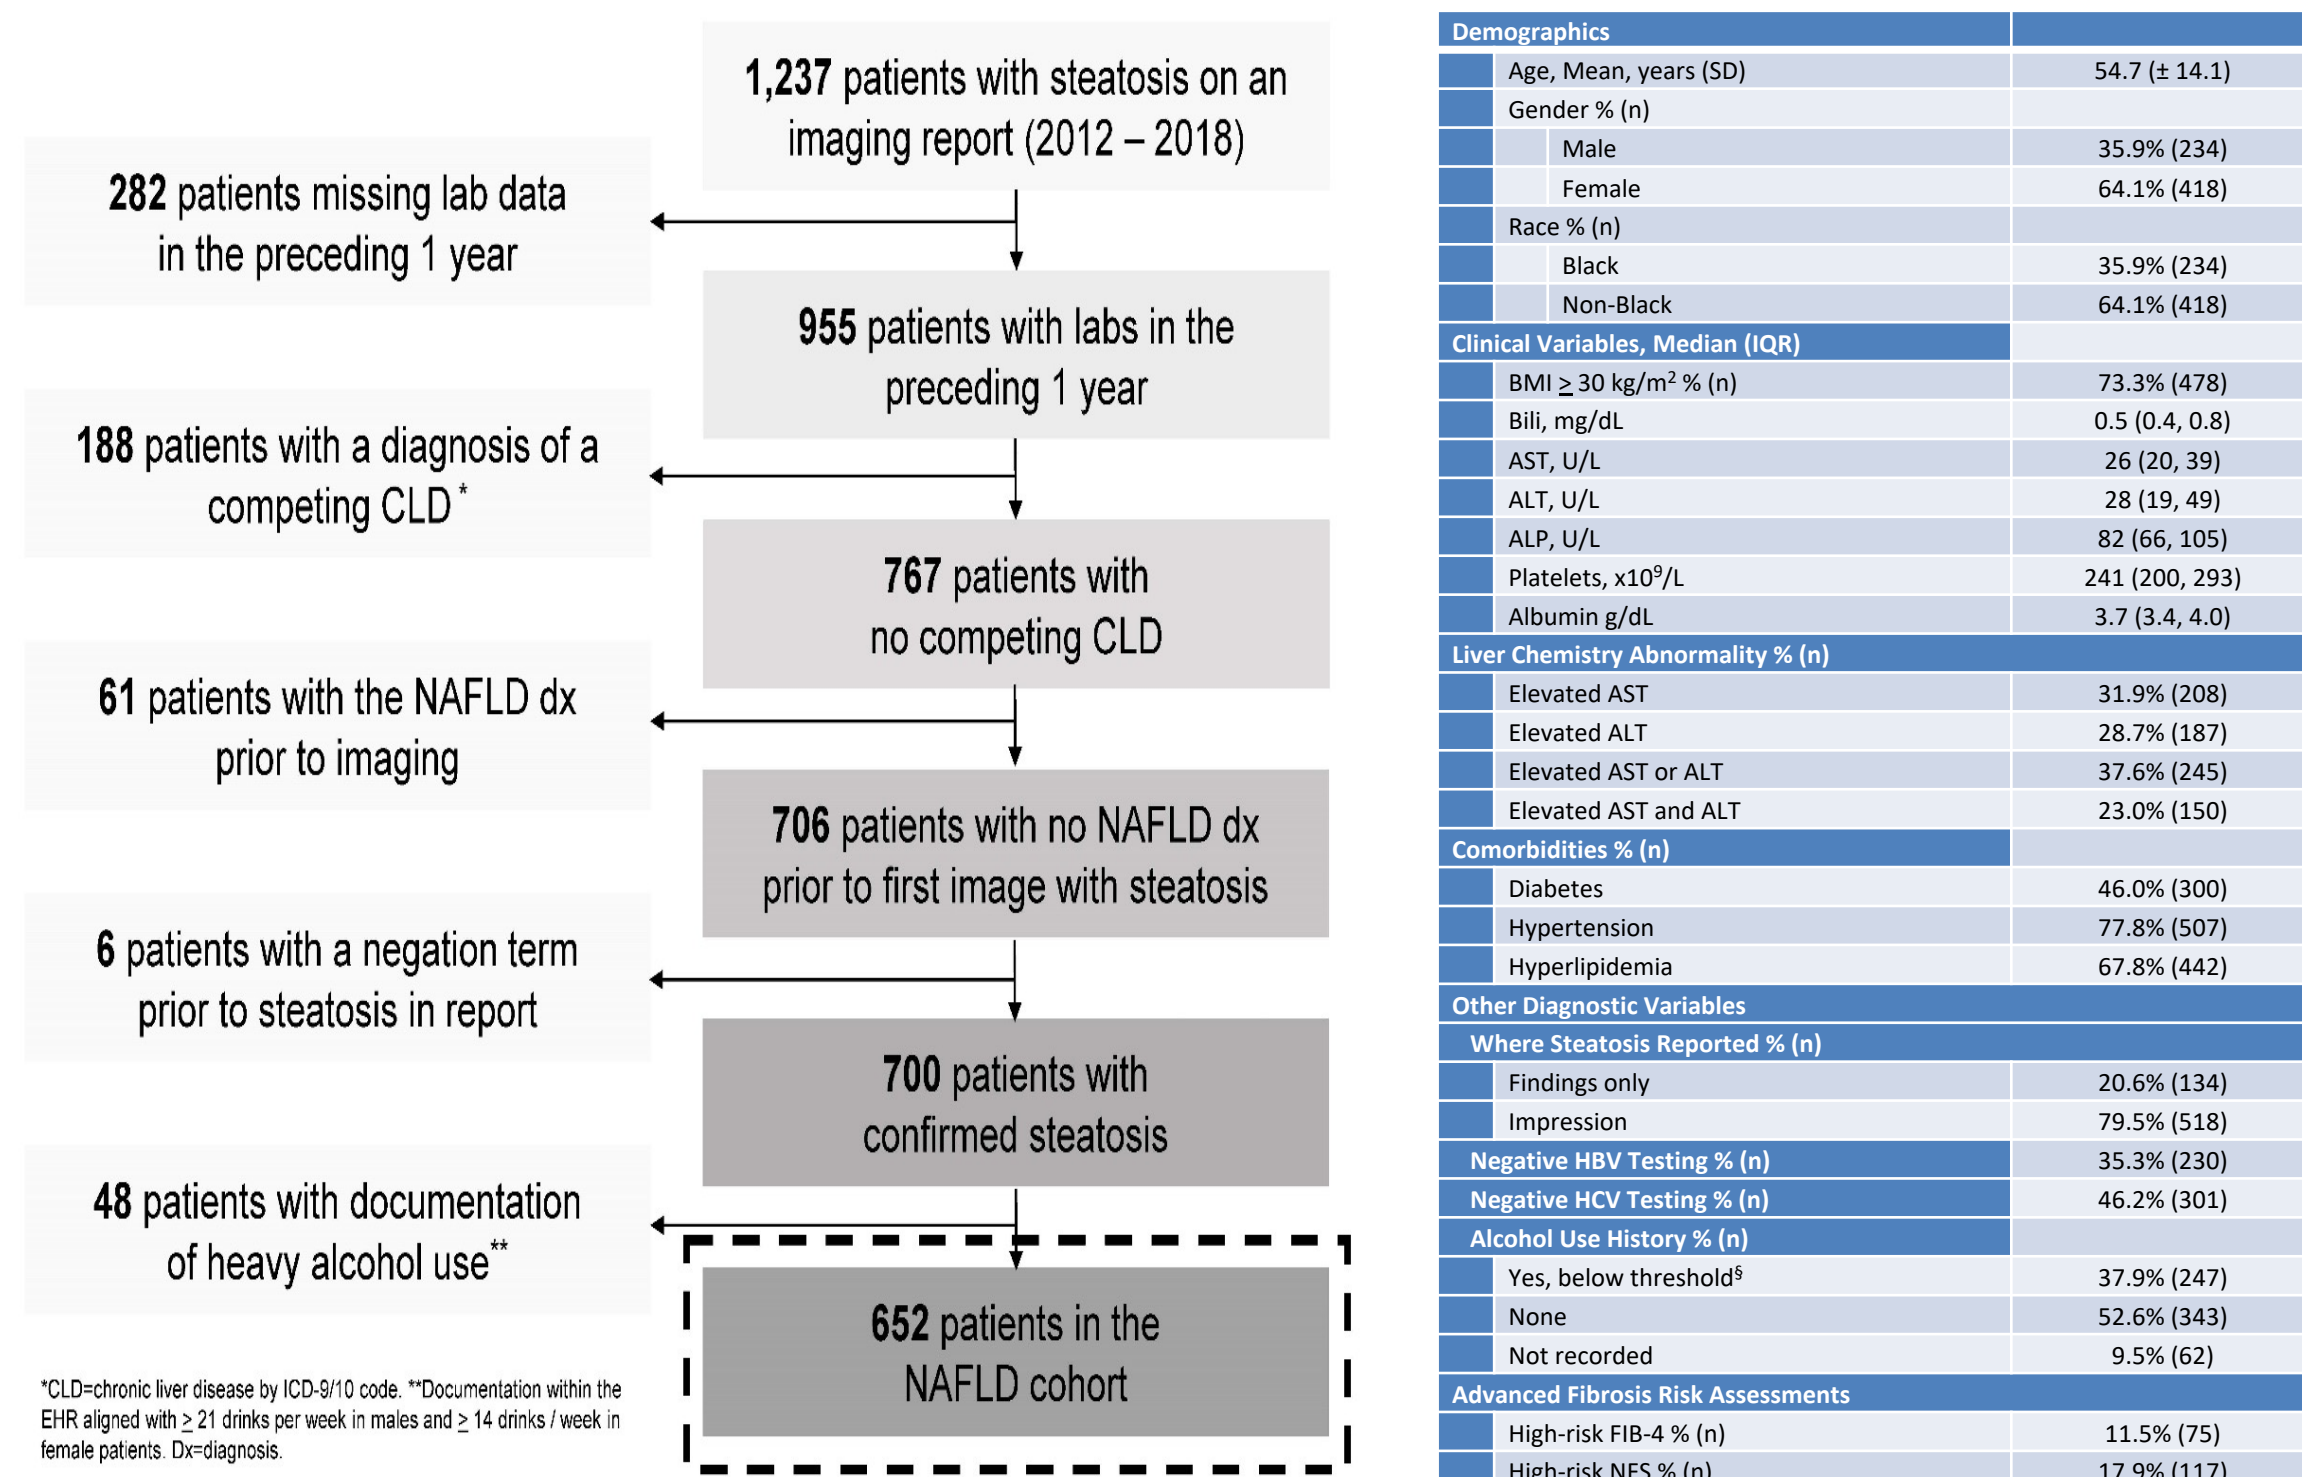 1,237 patients with steatosis on an
imaging report (2012 – 2018)
282 patients missing lab data
in the preceding 1 year
955 patients with labs in the
preceding 1 year
188 patients with a diagnosis of a
competing CLD*
767 patients with
no competing CLD
61 patients with the NAFLD dx
prior to imaging
706 patients with no NAFLD dx
prior to first image with steatosis
6 patients with a negation term
prior to steatosis in report
700 patients with
confirmed steatosis
48 patients with documentation
of heavy alcohol use**
652 patients in the
NAFLD cohort
*CLD=chronic liver disease by ICD-9/10 code. **Documentation within the
EHR aligned with ≥ 21 drinks per week in males and ≥ 14 drinks / week in
female patients. Dx=diagnosis.
Demographics
Age, Mean, years (SD) 54.7 (± 14.1)
Gender % (n)
Male 35.9% (234)
Female 64.1% (418)
Race % (n)
Black 35.9% (234)
Non-Black 64.1% (418)
Clinical Variables, Median (IQR)
BMI ≥ 30 kg/m² % (n) 73.3% (478)
Bili, mg/dL 0.5 (0.4, 0.8)
AST, U/L 26 (20, 39)
ALT, U/L 28 (19, 49)
ALP, U/L 82 (66, 105)
Platelets, x10⁹/L 241 (200, 293)
Albumin g/dL 3.7 (3.4, 4.0)
Liver Chemistry Abnormality % (n)
Elevated AST 31.9% (208)
Elevated ALT 28.7% (187)
Elevated AST or ALT 37.6% (245)
Elevated AST and ALT 23.0% (150)
Comorbidities % (n)
Diabetes 46.0% (300)
Hypertension 77.8% (507)
Hyperlipidemia 67.8% (442)
Other Diagnostic Variables
Where Steatosis Reported % (n)
Findings only 20.6% (134)
Impression 79.5% (518)
Negative HBV Testing % (n) 35.3% (230)
Negative HCV Testing % (n) 46.2% (301)
Alcohol Use History % (n)
Yes, below threshold§ 37.9% (247)
None 52.6% (343)
Not recorded 9.5% (62)
Advanced Fibrosis Risk Assessments
High-risk FIB-4 % (n) 11.5% (75)
High-risk NFS % (n) 17.9% (117)